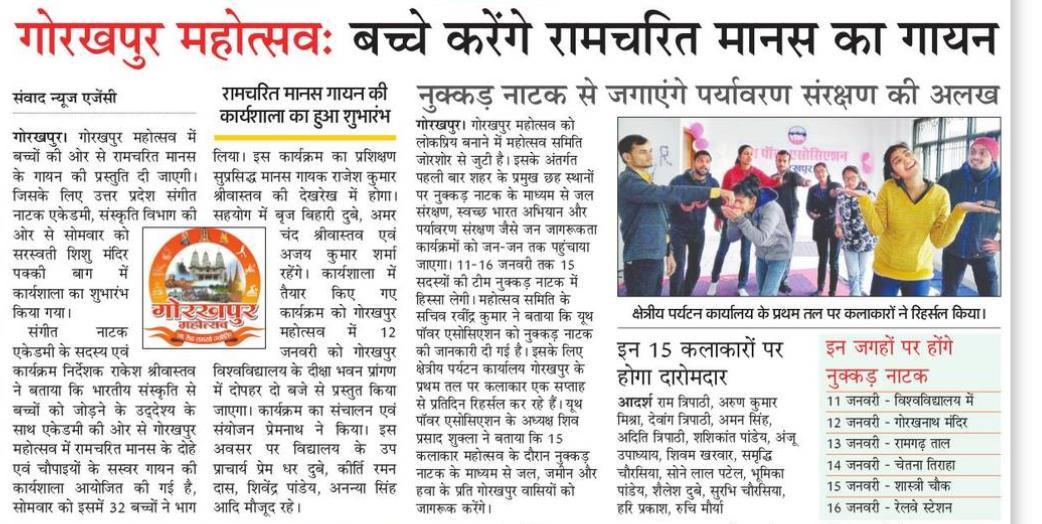 गोरखपुर महोत्सवः बच्चे करेंगे रामचरित मानस का गायन
संवाद न्यूज एजेंसी
रामचरित मानस गायन की
कार्यशाला का हुआ शुभारंभ
गोरखपुर। गोरखपुर महोत्सव में
बच्चों की ओर से रामचरित मानस
के गायन की प्रस्तुति दी जाएगी।
जिसके लिए उत्तर प्रदेश संगीत
नाटक एकेडमी, संस्कृति विभाग की
ओर से सोमवार को
सरस्वती शिशु मंदिर
पक्की बाग में
कार्यशाला का शुभारंभ
किया गया।
संगीत नाटक
एकेडमी के सदस्य एवं
कार्यक्रम निर्देशक राकेश श्रीवास्तव
ने बताया कि भारतीय संस्कृति से
बच्चों को जोड़ने के उद्देश्य के
साथ एकेडमी की ओर से गोरखपुर
महोत्सव में रामचरित मानस के दोहे
एवं चौपाइयों के सस्वर गायन की
कार्यशाला आयोजित की गई है,
सोमवार को इसमें 32 बच्चों ने भाग
लिया। इस कार्यक्रम का प्रशिक्षण
सुप्रसिद्ध मानस गायक राजेश कुमार
श्रीवास्तव की देखरेख में होगा।
सहयोग में बृज बिहारी दुबे, अमर
चंद श्रीवास्तव एवं
अजय कुमार शर्मा
रहेंगे। कार्यशाला में
तैयार किए गए
कार्यक्रम को गोरखपुर
महोत्सव में 12
जनवरी को गोरखपुर
विश्वविद्यालय के दीक्षा भवन प्रांगण
में दोपहर दो बजे से प्रस्तुत किया
जाएगा। कार्यक्रम का संचालन एवं
संयोजन प्रेमनाथ ने किया। इस
अवसर पर विद्यालय के उप
प्राचार्य प्रेम धर दुबे, कीर्ति रमन
दास, शिवेंद्र पांडेय, अनन्या सिंह
आदि मौजूद रहे।
गोरखपुर
महोत्सव
नुक्कड़ नाटक से जगाएंगे पर्यावरण संरक्षण की अलख
गोरखपुर। गोरखपुर महोत्सव को
लोकप्रिय बनाने में महोत्सव समिति
जोरशोर से जुटी है। इसके अंतर्गत
पहली बार शहर के प्रमुख छह स्थानों
पर नुक्कड़ नाटक के माध्यम से जल
संरक्षण, स्वच्छ भारत अभियान और
पर्यावरण संरक्षण जैसे जन जागरूकता
कार्यक्रमों को जन-जन तक पहुंचाया
जाएगा। 11-16 जनवरी तक 15
सदस्यों की टीम नुक्कड़ नाटक में
हिस्सा लेगी। महोत्सव समिति के
सचिव रवींद्र कुमार ने बताया कि यूथ
पॉवर एसोसिएशन को नुक्कड़ नाटक
की जानकारी दी गई है। इसके लिए
क्षेत्रीय पर्यटन कार्यालय गोरखपुर के
प्रथम तल पर कलाकार एक सप्ताह
से प्रतिदिन रिहर्सल कर रहे हैं। यूथ
पॉवर एसोसिएशन के अध्यक्ष शिव
प्रसाद शुक्ला ने बताया कि 15
कलाकार महोत्सव के दौरान नुक्कड़
नाटक के माध्यम से जल, जमीन और
हवा के प्रति गोरखपुर वासियों को
जागरूक करेंगे।
पॉवर एसोसिएशन
क्षेत्रीय पर्यटन कार्यालय के प्रथम तल पर कलाकारों ने रिहर्सल किया।
इन 15 कलाकारों पर
होगा दारोमदार
आदर्श राम त्रिपाठी, अरुण कुमार
मिश्रा, देवांग त्रिपाठी, अमन सिंह,
अदिति त्रिपाठी, शशिकांत पांडेय, अंजू
उपाध्याय, शिवम खरवार, समृद्धि
चौरसिया, सोने लाल पटेल, भूमिका
पांडेय, शैलेश दुबे, सुरभि चौरसिया,
हरि प्रकाश, रुचि मौर्या
इन जगहों पर होंगे
नुक्कड़ नाटक
11 जनवरी - विश्वविद्यालय में
12 जनवरी - गोरखनाथ मंदिर
13 जनवरी - रामगढ़ ताल
14 जनवरी - चेतना तिराहा
15 जनवरी - शास्त्री चौक
16 जनवरी - रेलवे स्टेशन